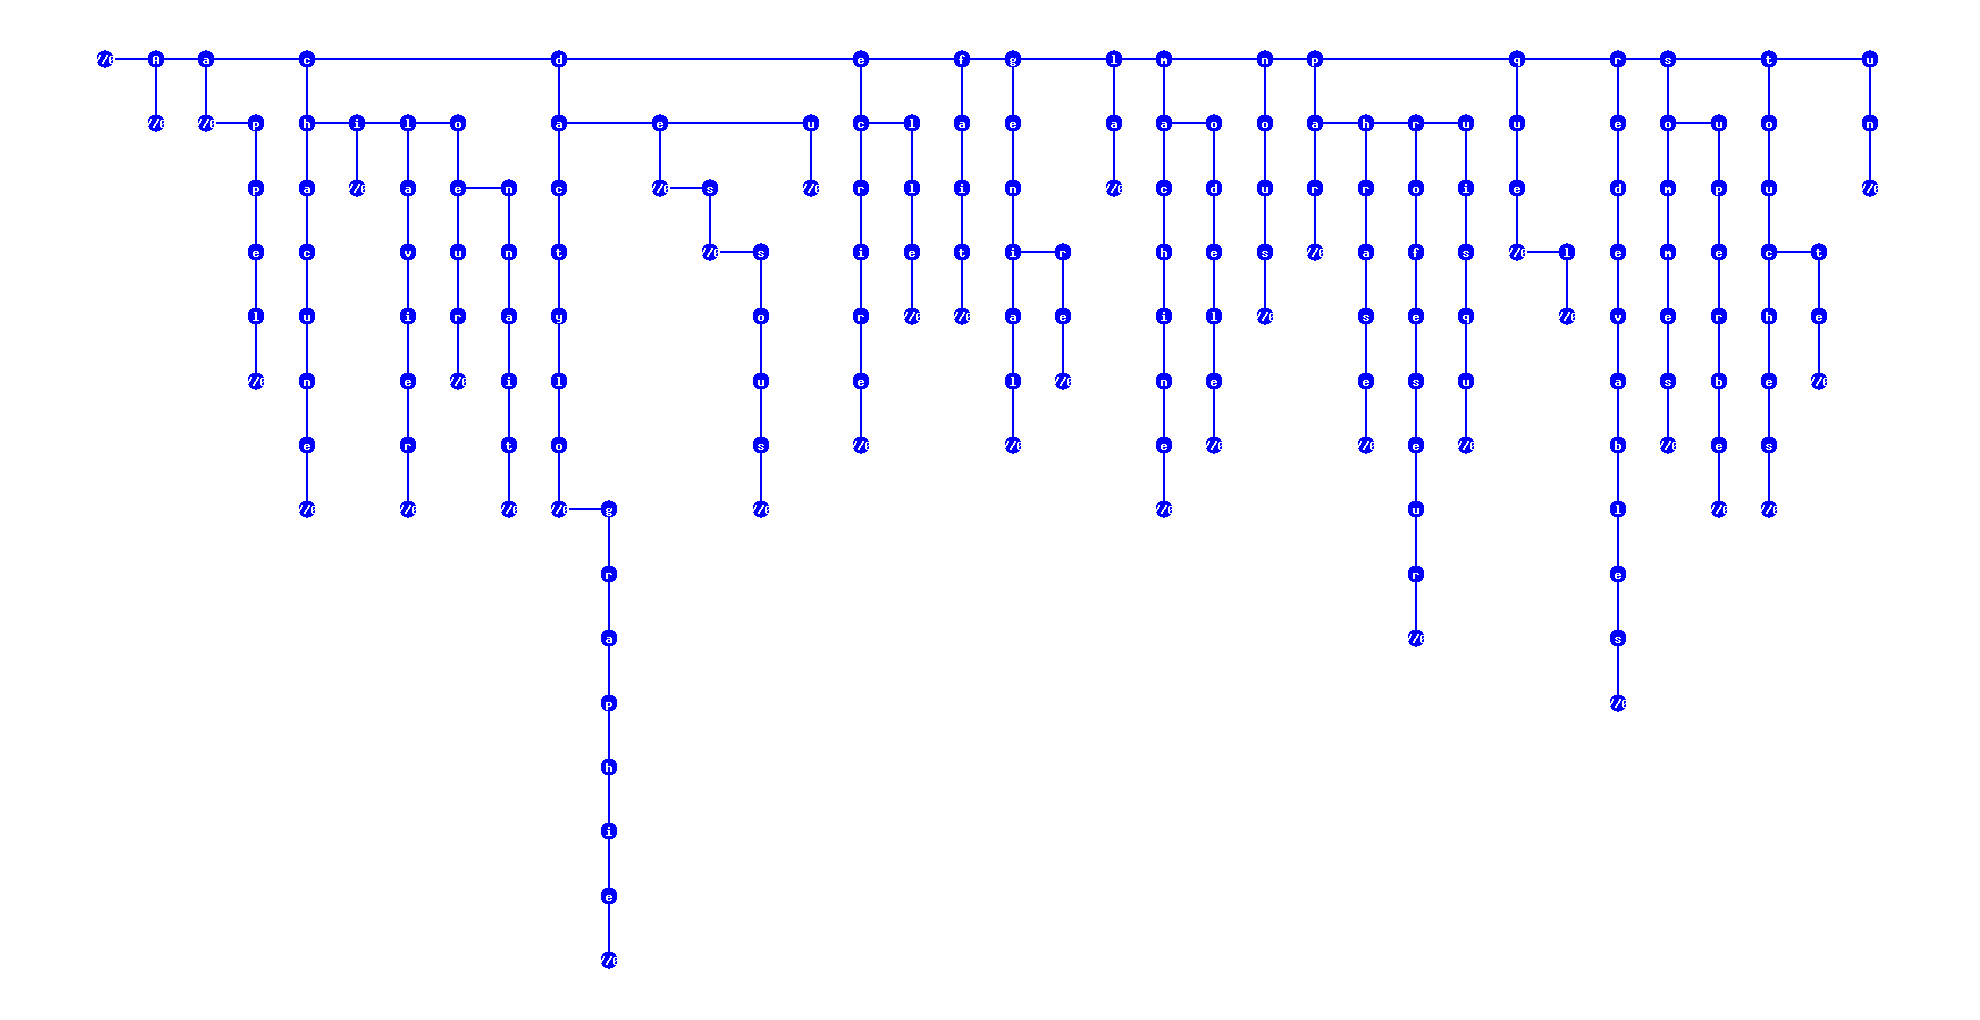 //0 A a c d e f g l m n p q r s t u
//0 //0 p h i l o a e u c l a e a a o o a h r u u e o u o n
p a //0 a e n c //0 s //0 r l i n //0 c d u r r o i e d m p u //0
e c v u n t //0 s i e t i r h e s //0 a f s //0 l e m e c t
l u i r a y o r //0 //0 a e i l //0 s e q //0 v e r h e
//0 n e //0 i l u e l //0 n e e s u a s b e //0
e r t o s //0 //0 e //0 //0 e //0 b //0 e s
//0 //0 //0 //0 g //0 //0 u l //0 //0
r r e
a //0 s
p //0
h
i
e
//0